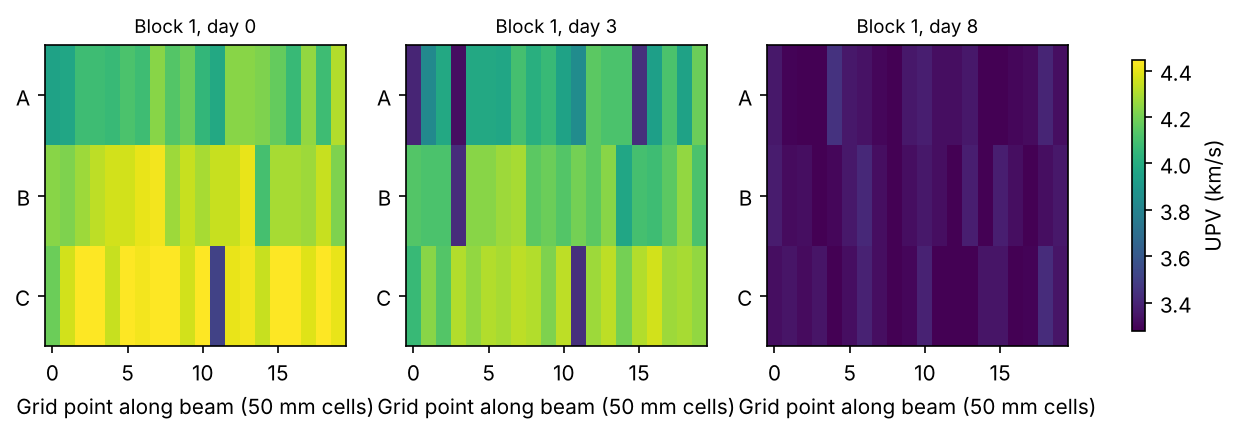 Block 1, day 0
Block 1, day 3
Block 1, day 8
A
B
C
A
B
C
A
B
C
0 5 10 15
0 5 10 15
0 5 10 15
Grid point along beam (50 mm cells)
Grid point along beam (50 mm cells)
Grid point along beam (50 mm cells)
4.4
4.2
4.0
3.8
3.6
3.4
UPV (km/s)